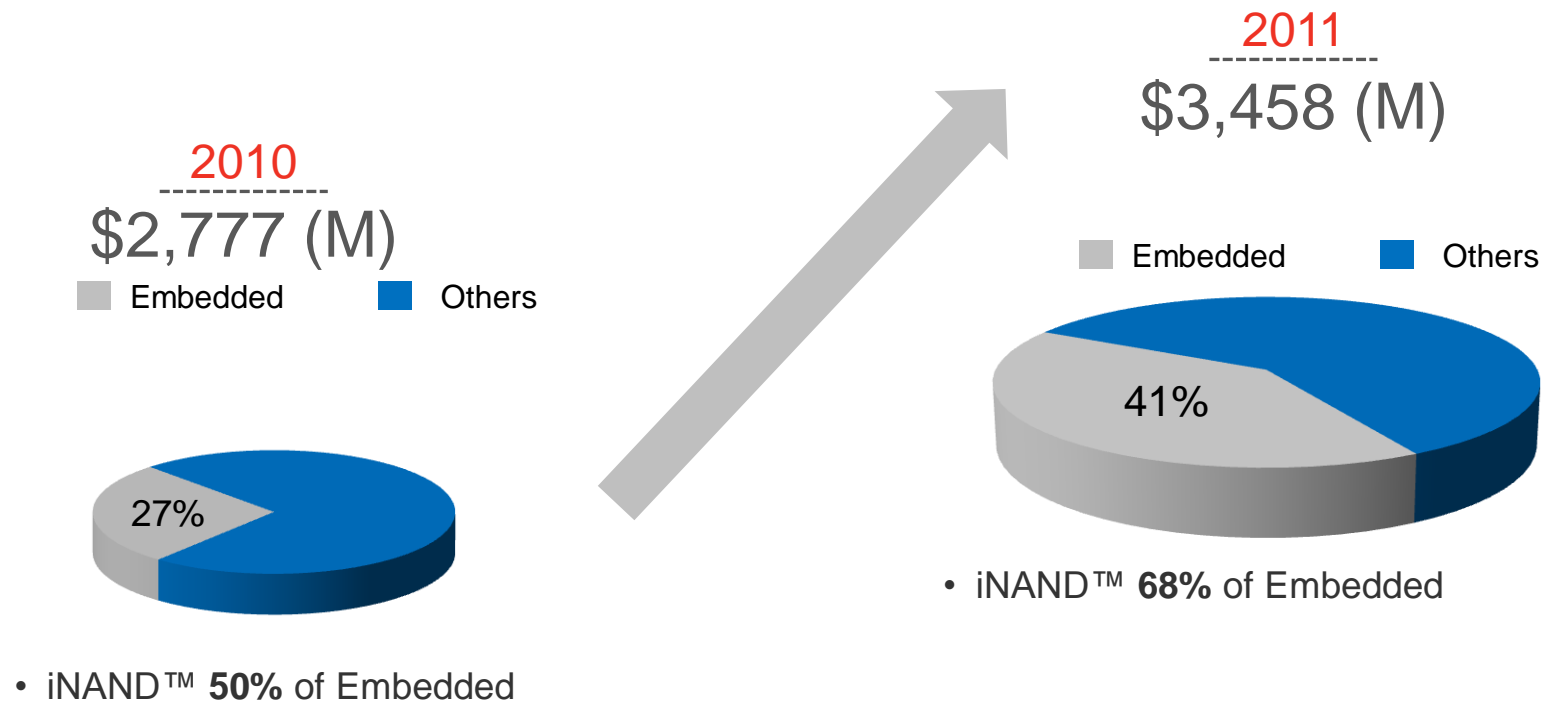 2010
$2,777 (M)
Embedded
Others
27%
• iNAND™ 50% of Embedded
2011
$3,458 (M)
Embedded
Others
41%
• iNAND™ 68% of Embedded